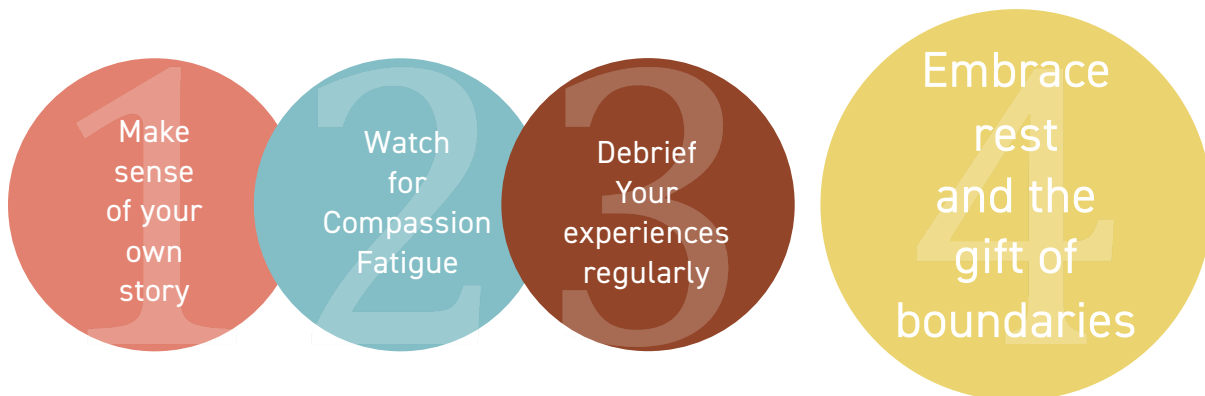 1
Make
sense
of your
own
story
2
Watch
for
Compassion
Fatigue
3
Debrief
Your
experiences
regularly
4
Embrace
rest
and the
gift of
boundaries